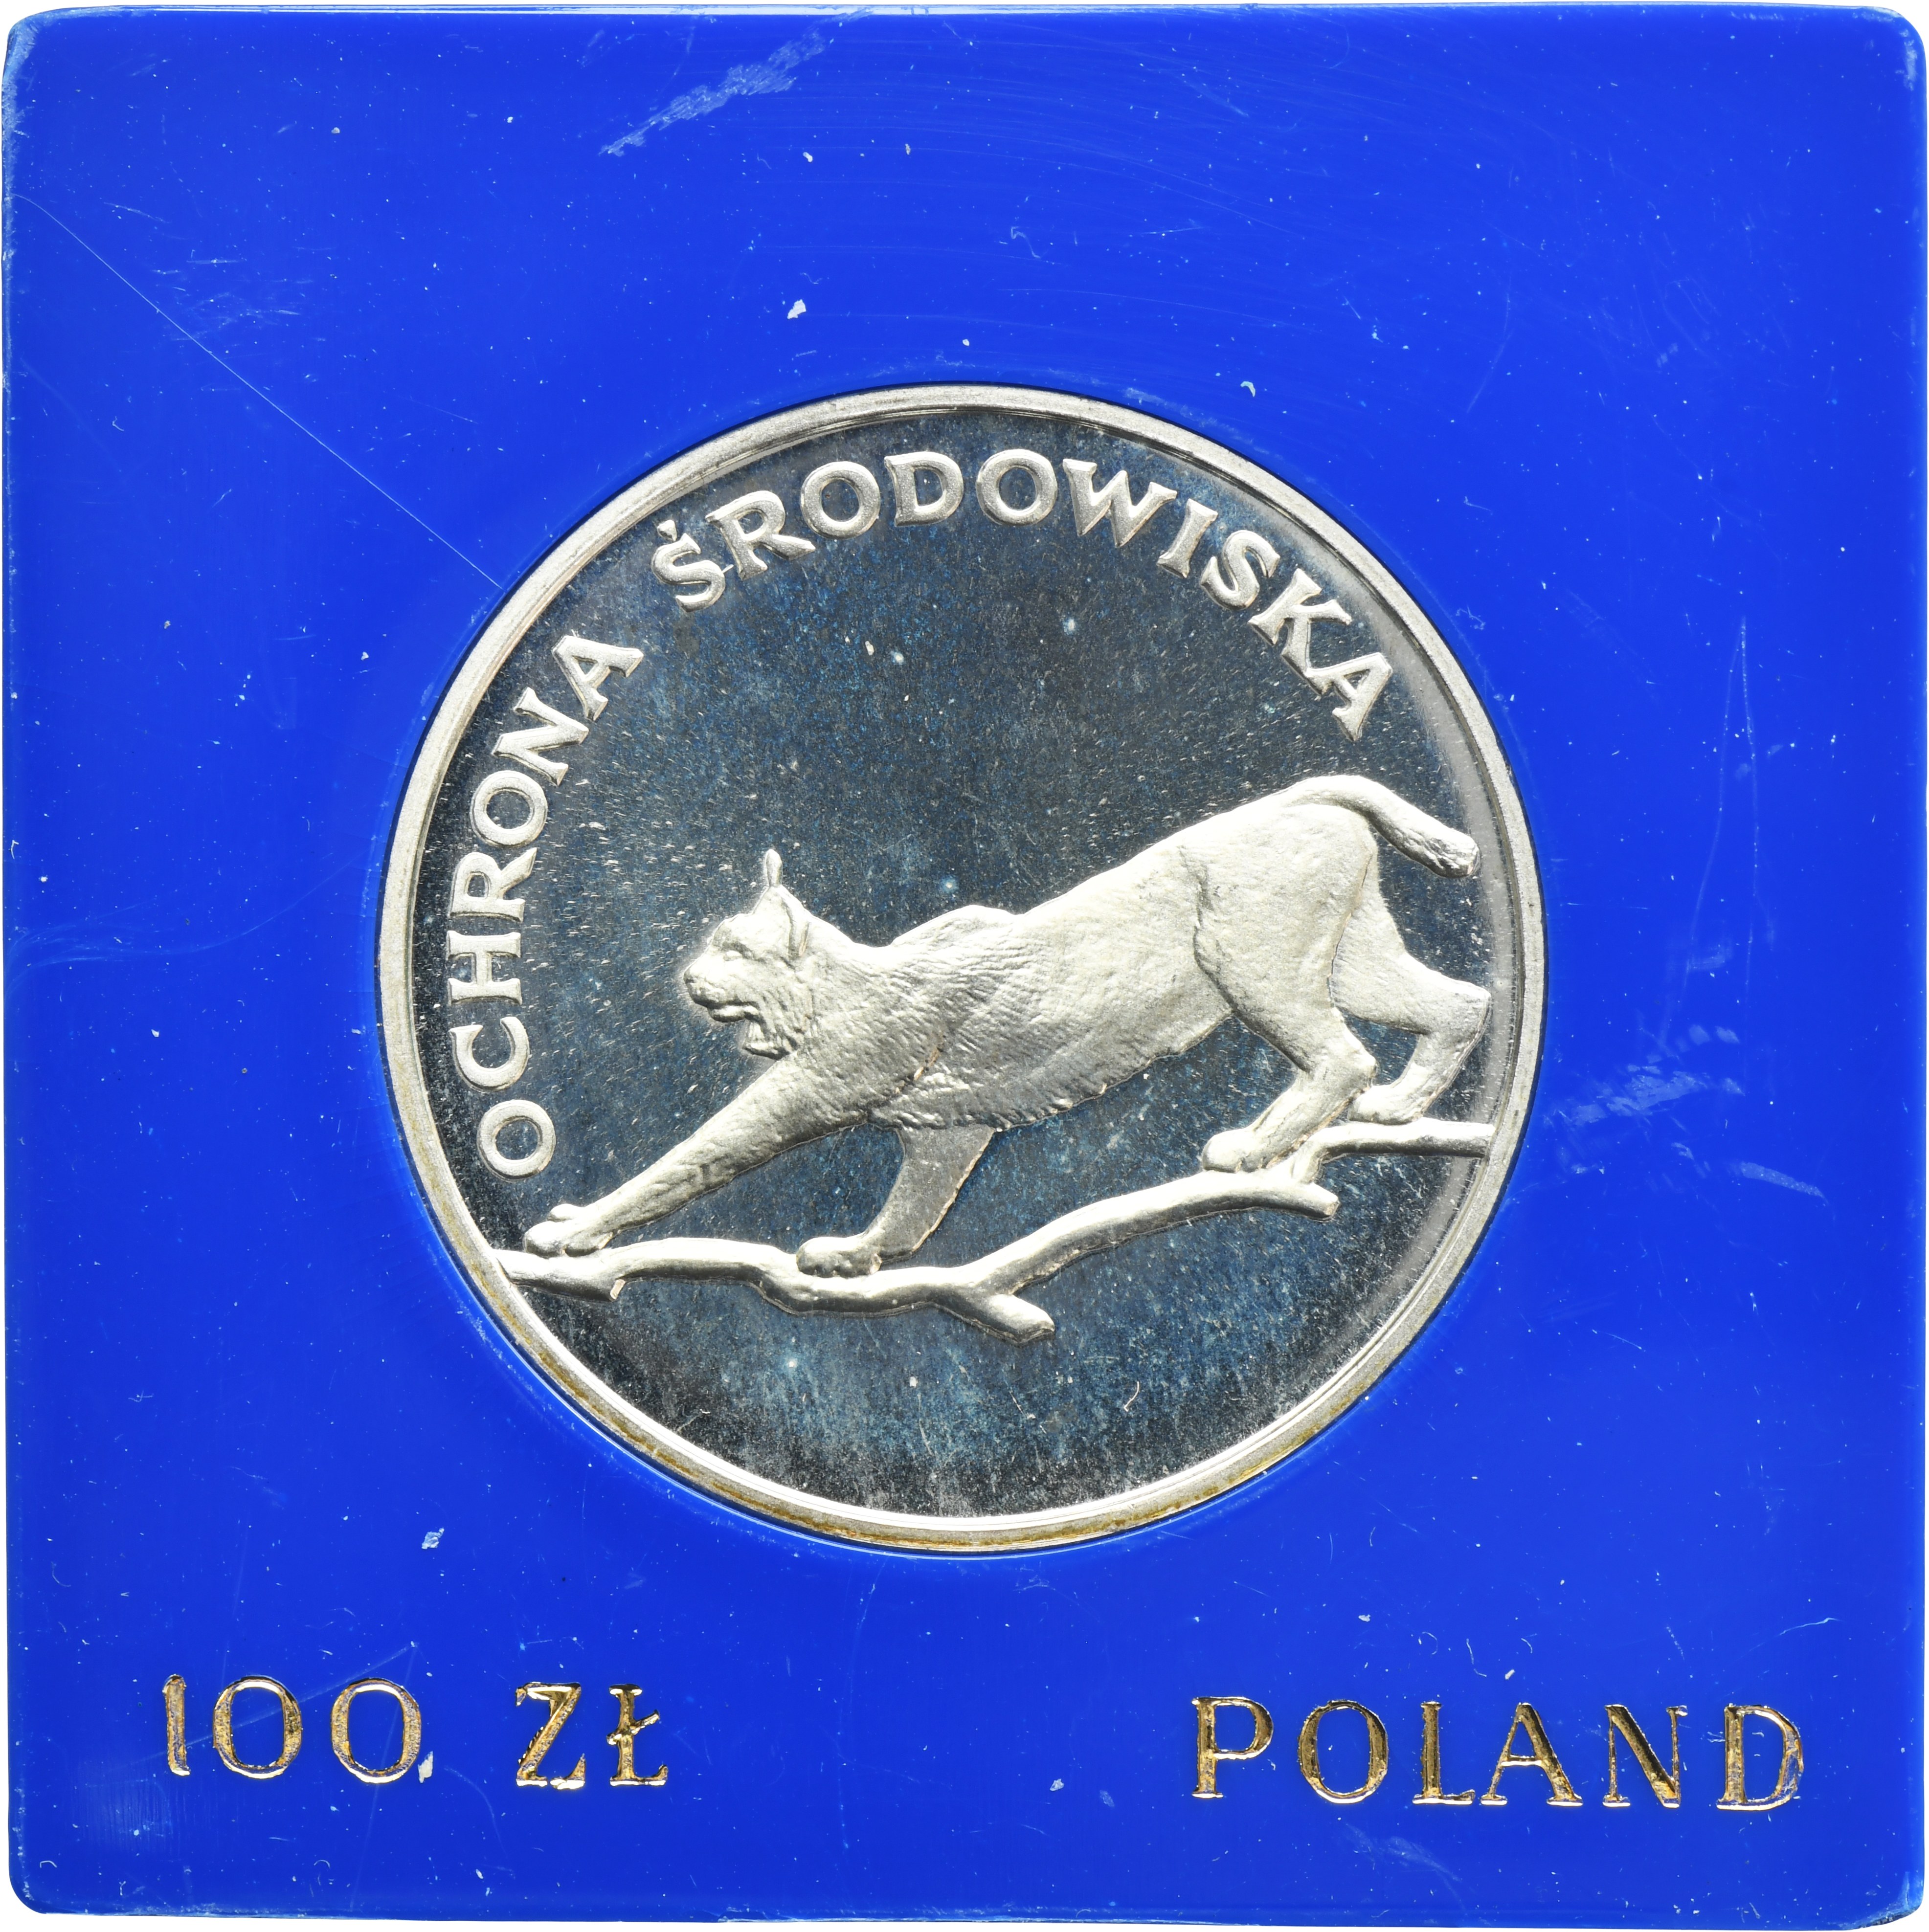 OCHRONA ŚRODOWISKA
100 ZŁ
POLAND